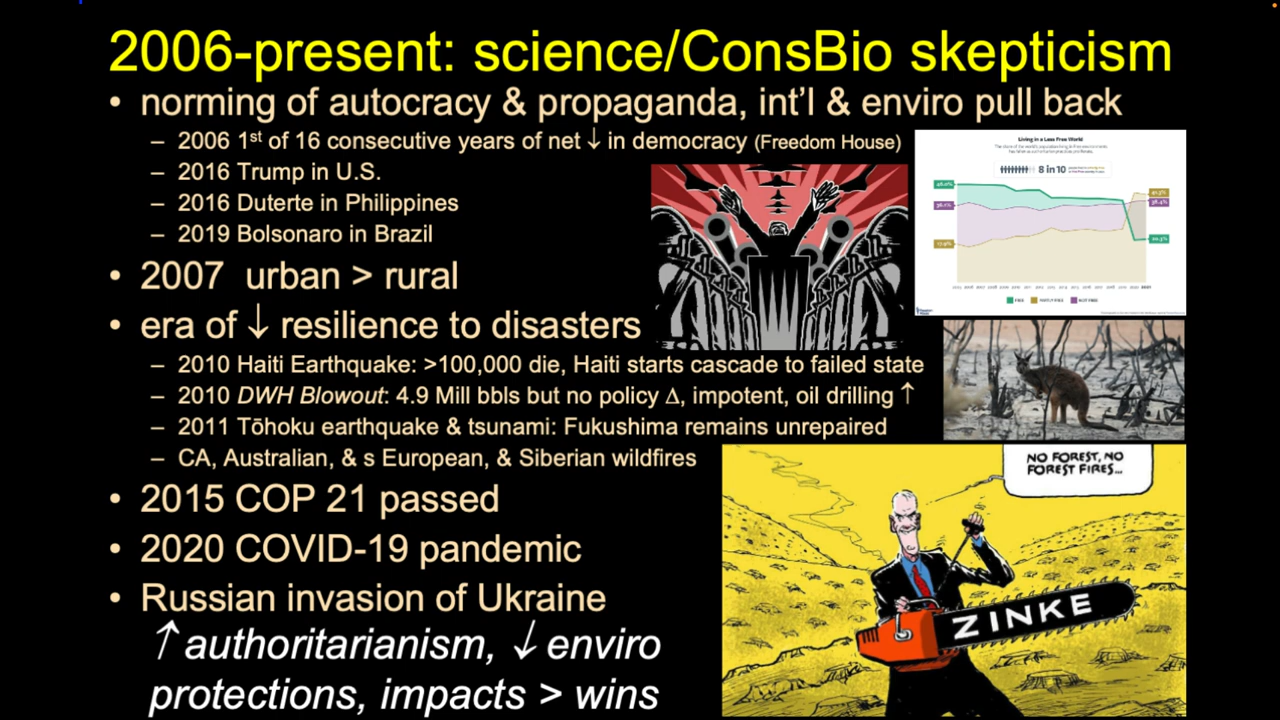 2006-present: science/ConsBio skepticism
• norming of autocracy & propaganda, int'l & enviro pull back
– 2006 1st of 16 consecutive years of net ↓ in democracy (Freedom House)
– 2016 Trump in U.S.
– 2016 Duterte in Philippines
– 2019 Bolsonaro in Brazil
• 2007 urban > rural
• era of ↓ resilience to disasters
– 2010 Haiti Earthquake: >100,000 die, Haiti starts cascade to failed state
– 2010 DWH Blowout: 4.9 Mill bbls but no policy Δ, impotent, oil drilling ↑
– 2011 Tōhoku earthquake & tsunami: Fukushima remains unrepaired
– CA, Australian, & s European, & Siberian wildfires
• 2015 COP 21 passed
• 2020 COVID-19 pandemic
• Russian invasion of Ukraine
↑ authoritarianism, ↓ enviro
protections, impacts > wins
Living in a Less Free World
8 in 10
FREE PARTLY FREE NOT FREE
NO FOREST, NO
FOREST FIRES...
ZINKE